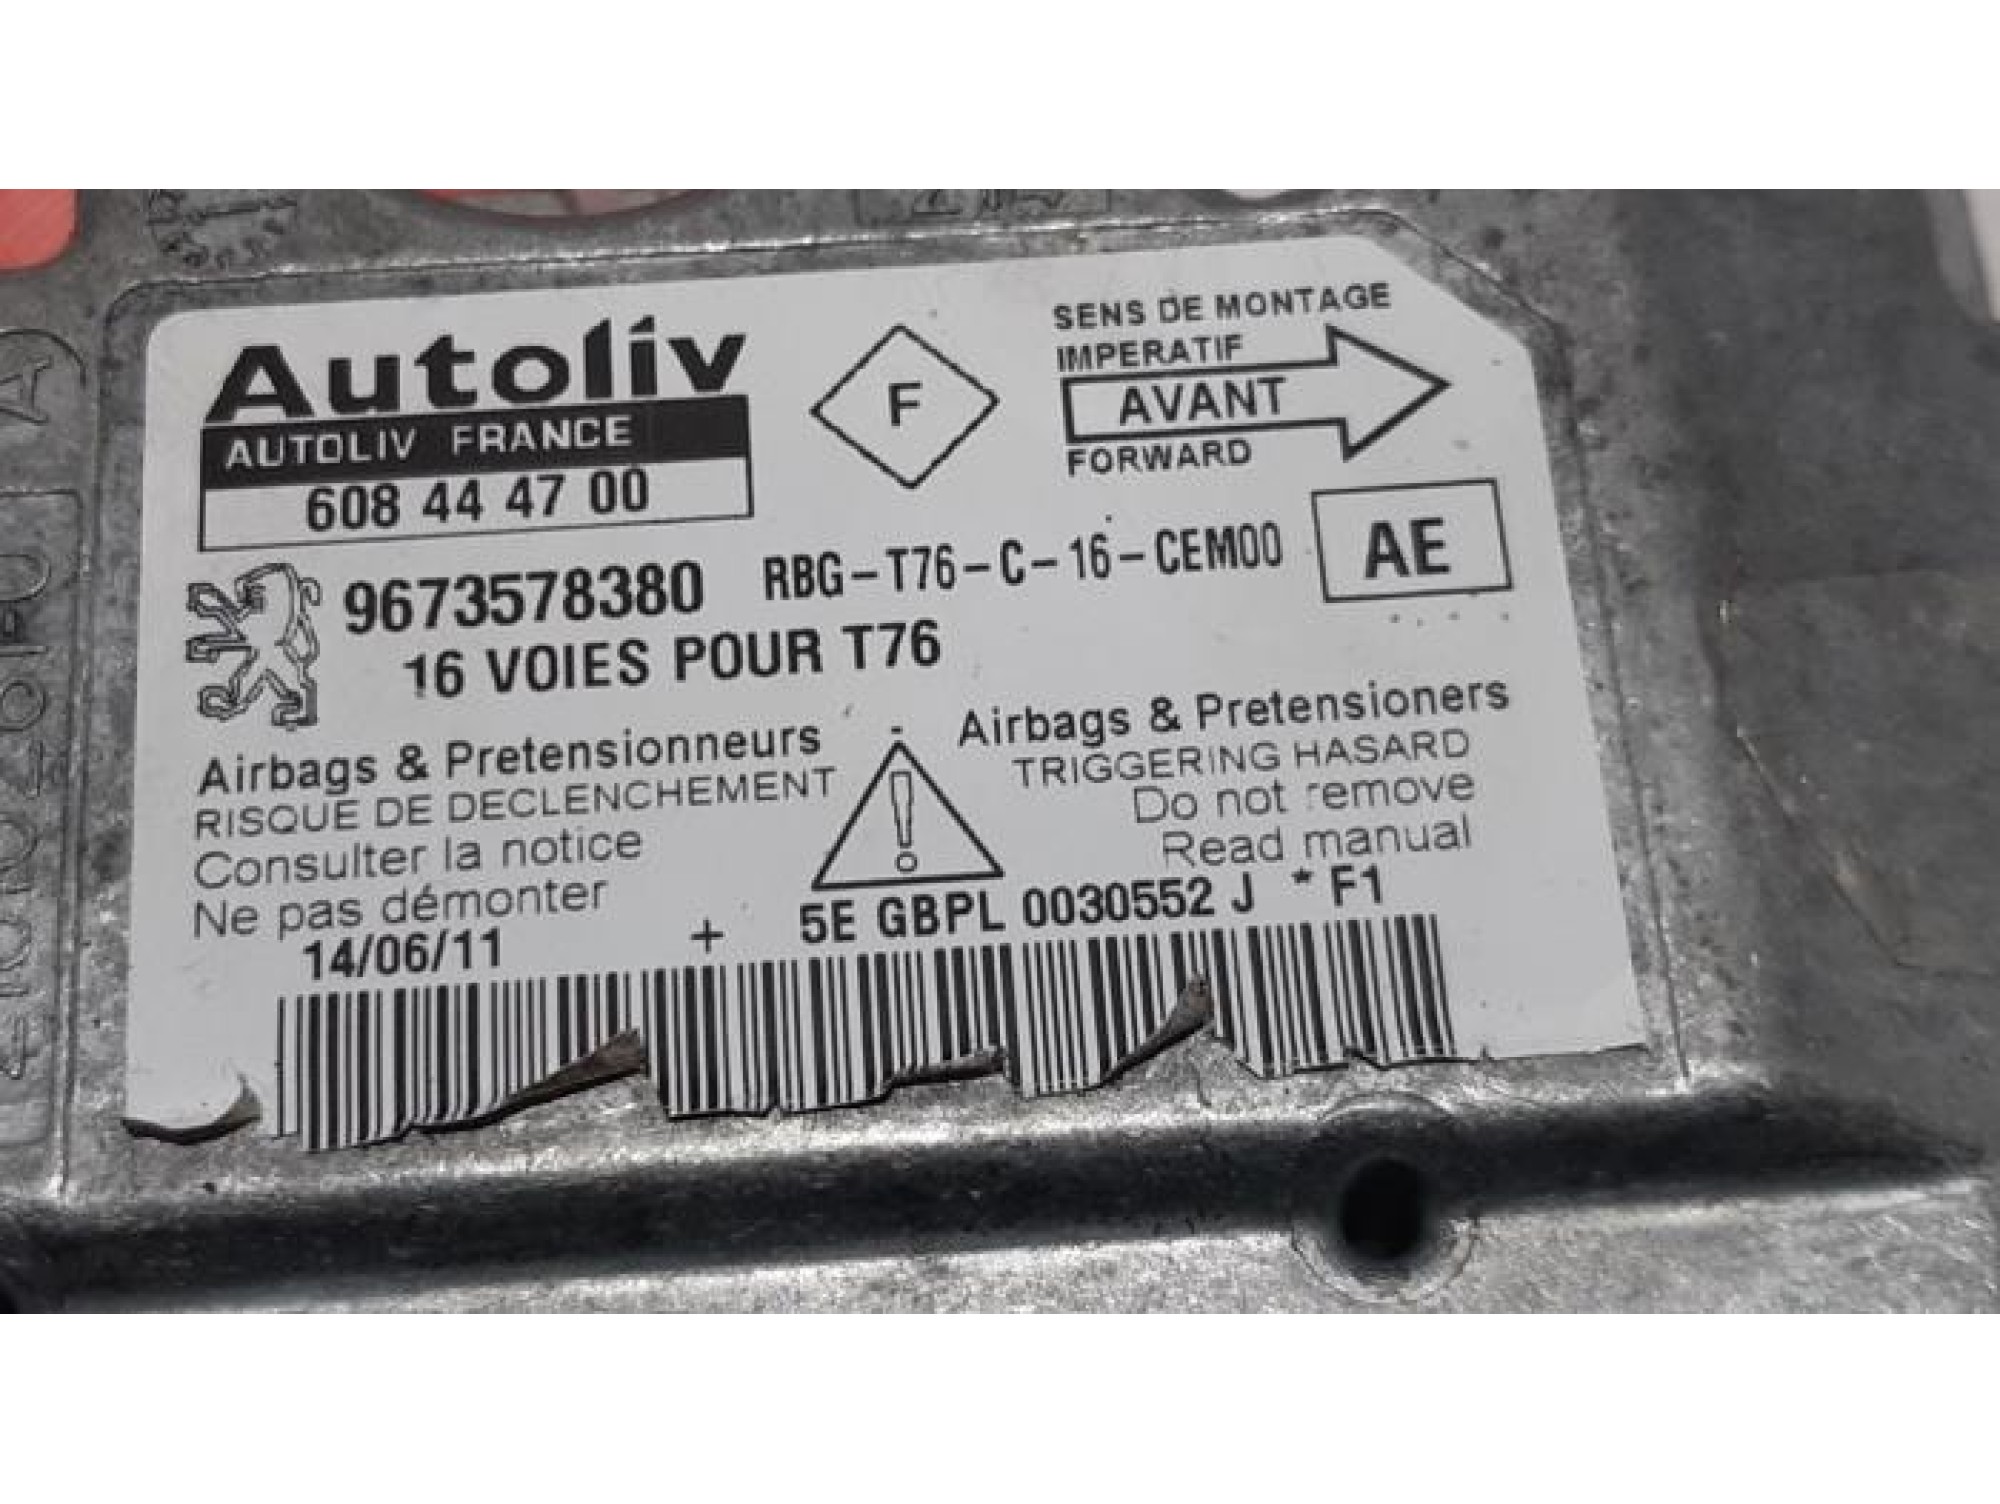 Autoliv
AUTOLIV FRANCE
608 44 47 00
F
SENS DE MONTAGE
IMPERATIF
AVANT
FORWARD
AE
9673578380 RBG-T76-C-16-CEM00
16 VOIES POUR T76
Airbags & Pretensionneurs
RISQUE DE DECLENCHEMENT
Consulter la notice
Ne pas démonter
Airbags & Pretensioners
TRIGGERING HASARD
Do not remove
Read manual
14/06/11 + 5E GBPL 0030552 J * F1